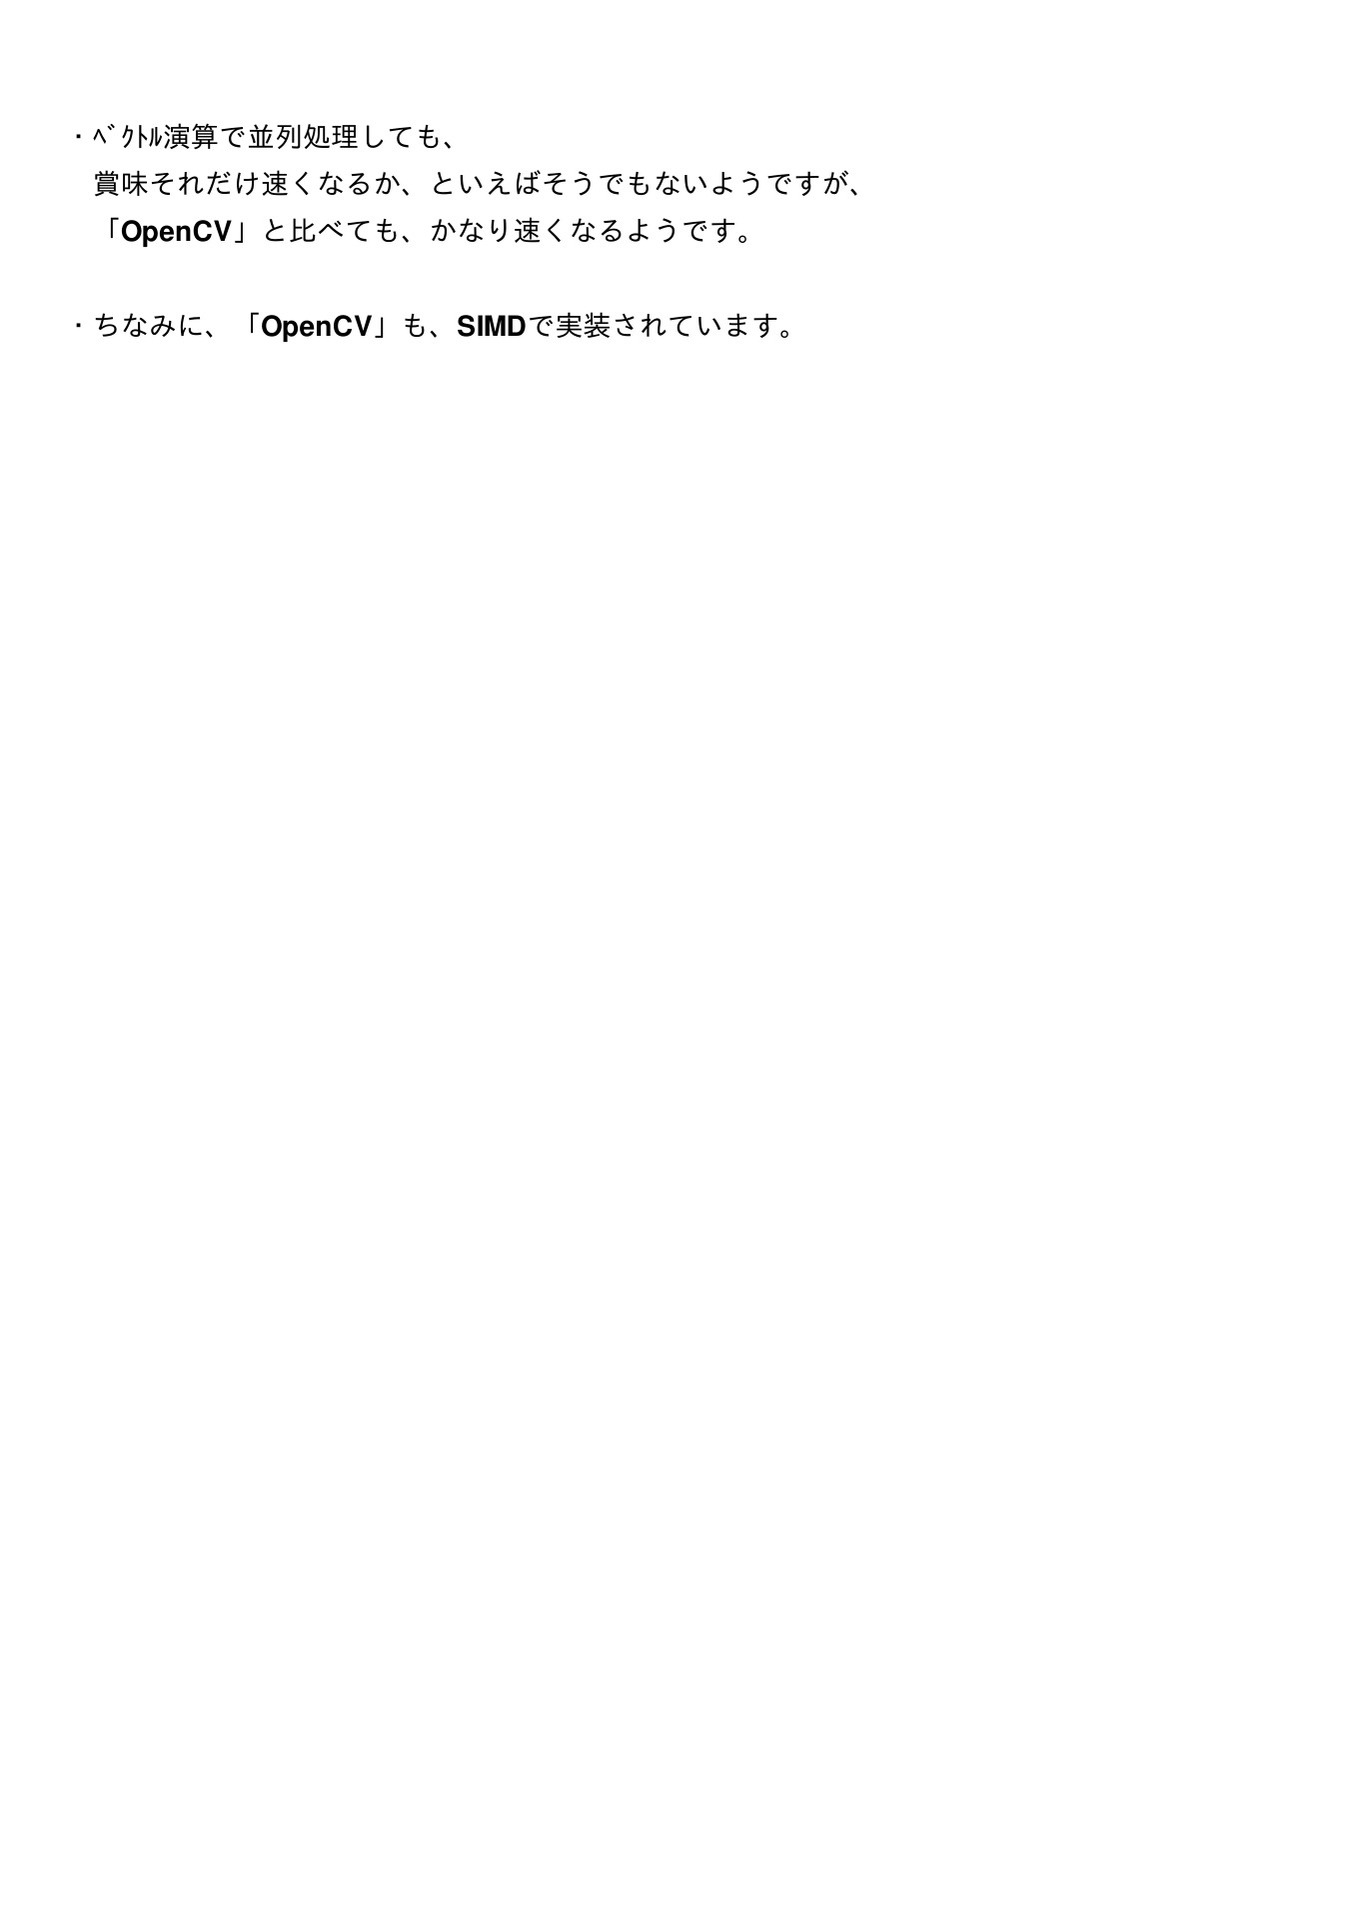 ・ﾍﾞｸﾄﾙ演算で並列処理しても、
賞味それだけ速くなるか、といえばそうでもないようですが、
「OpenCV」と比べても、かなり速くなるようです。
・ちなみに、「OpenCV」も、SIMDで実装されています。